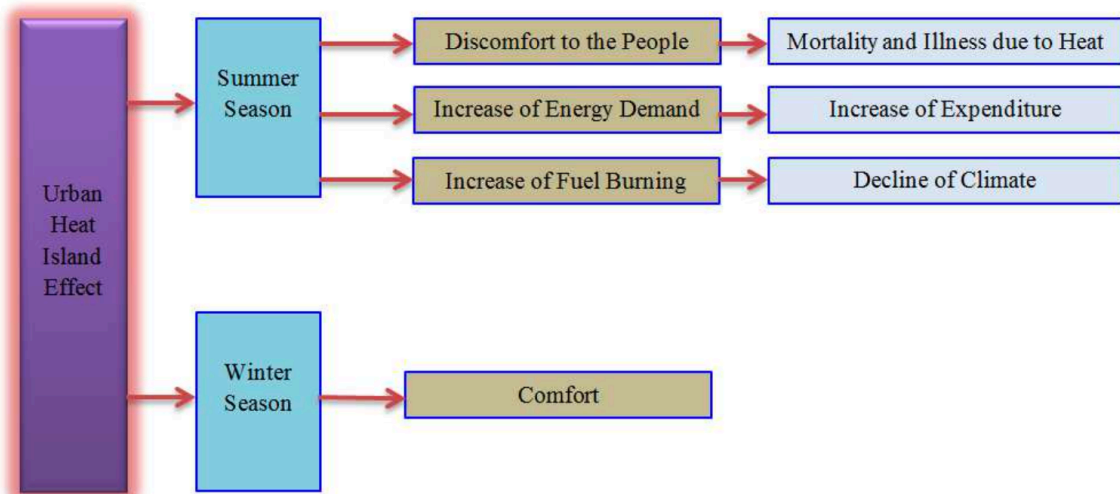 Urban
Heat
Island
Effect
Summer
Season
Discomfort to the People
Mortality and Illness due to Heat
Increase of Energy Demand
Increase of Expenditure
Increase of Fuel Burning
Decline of Climate
Winter
Season
Comfort